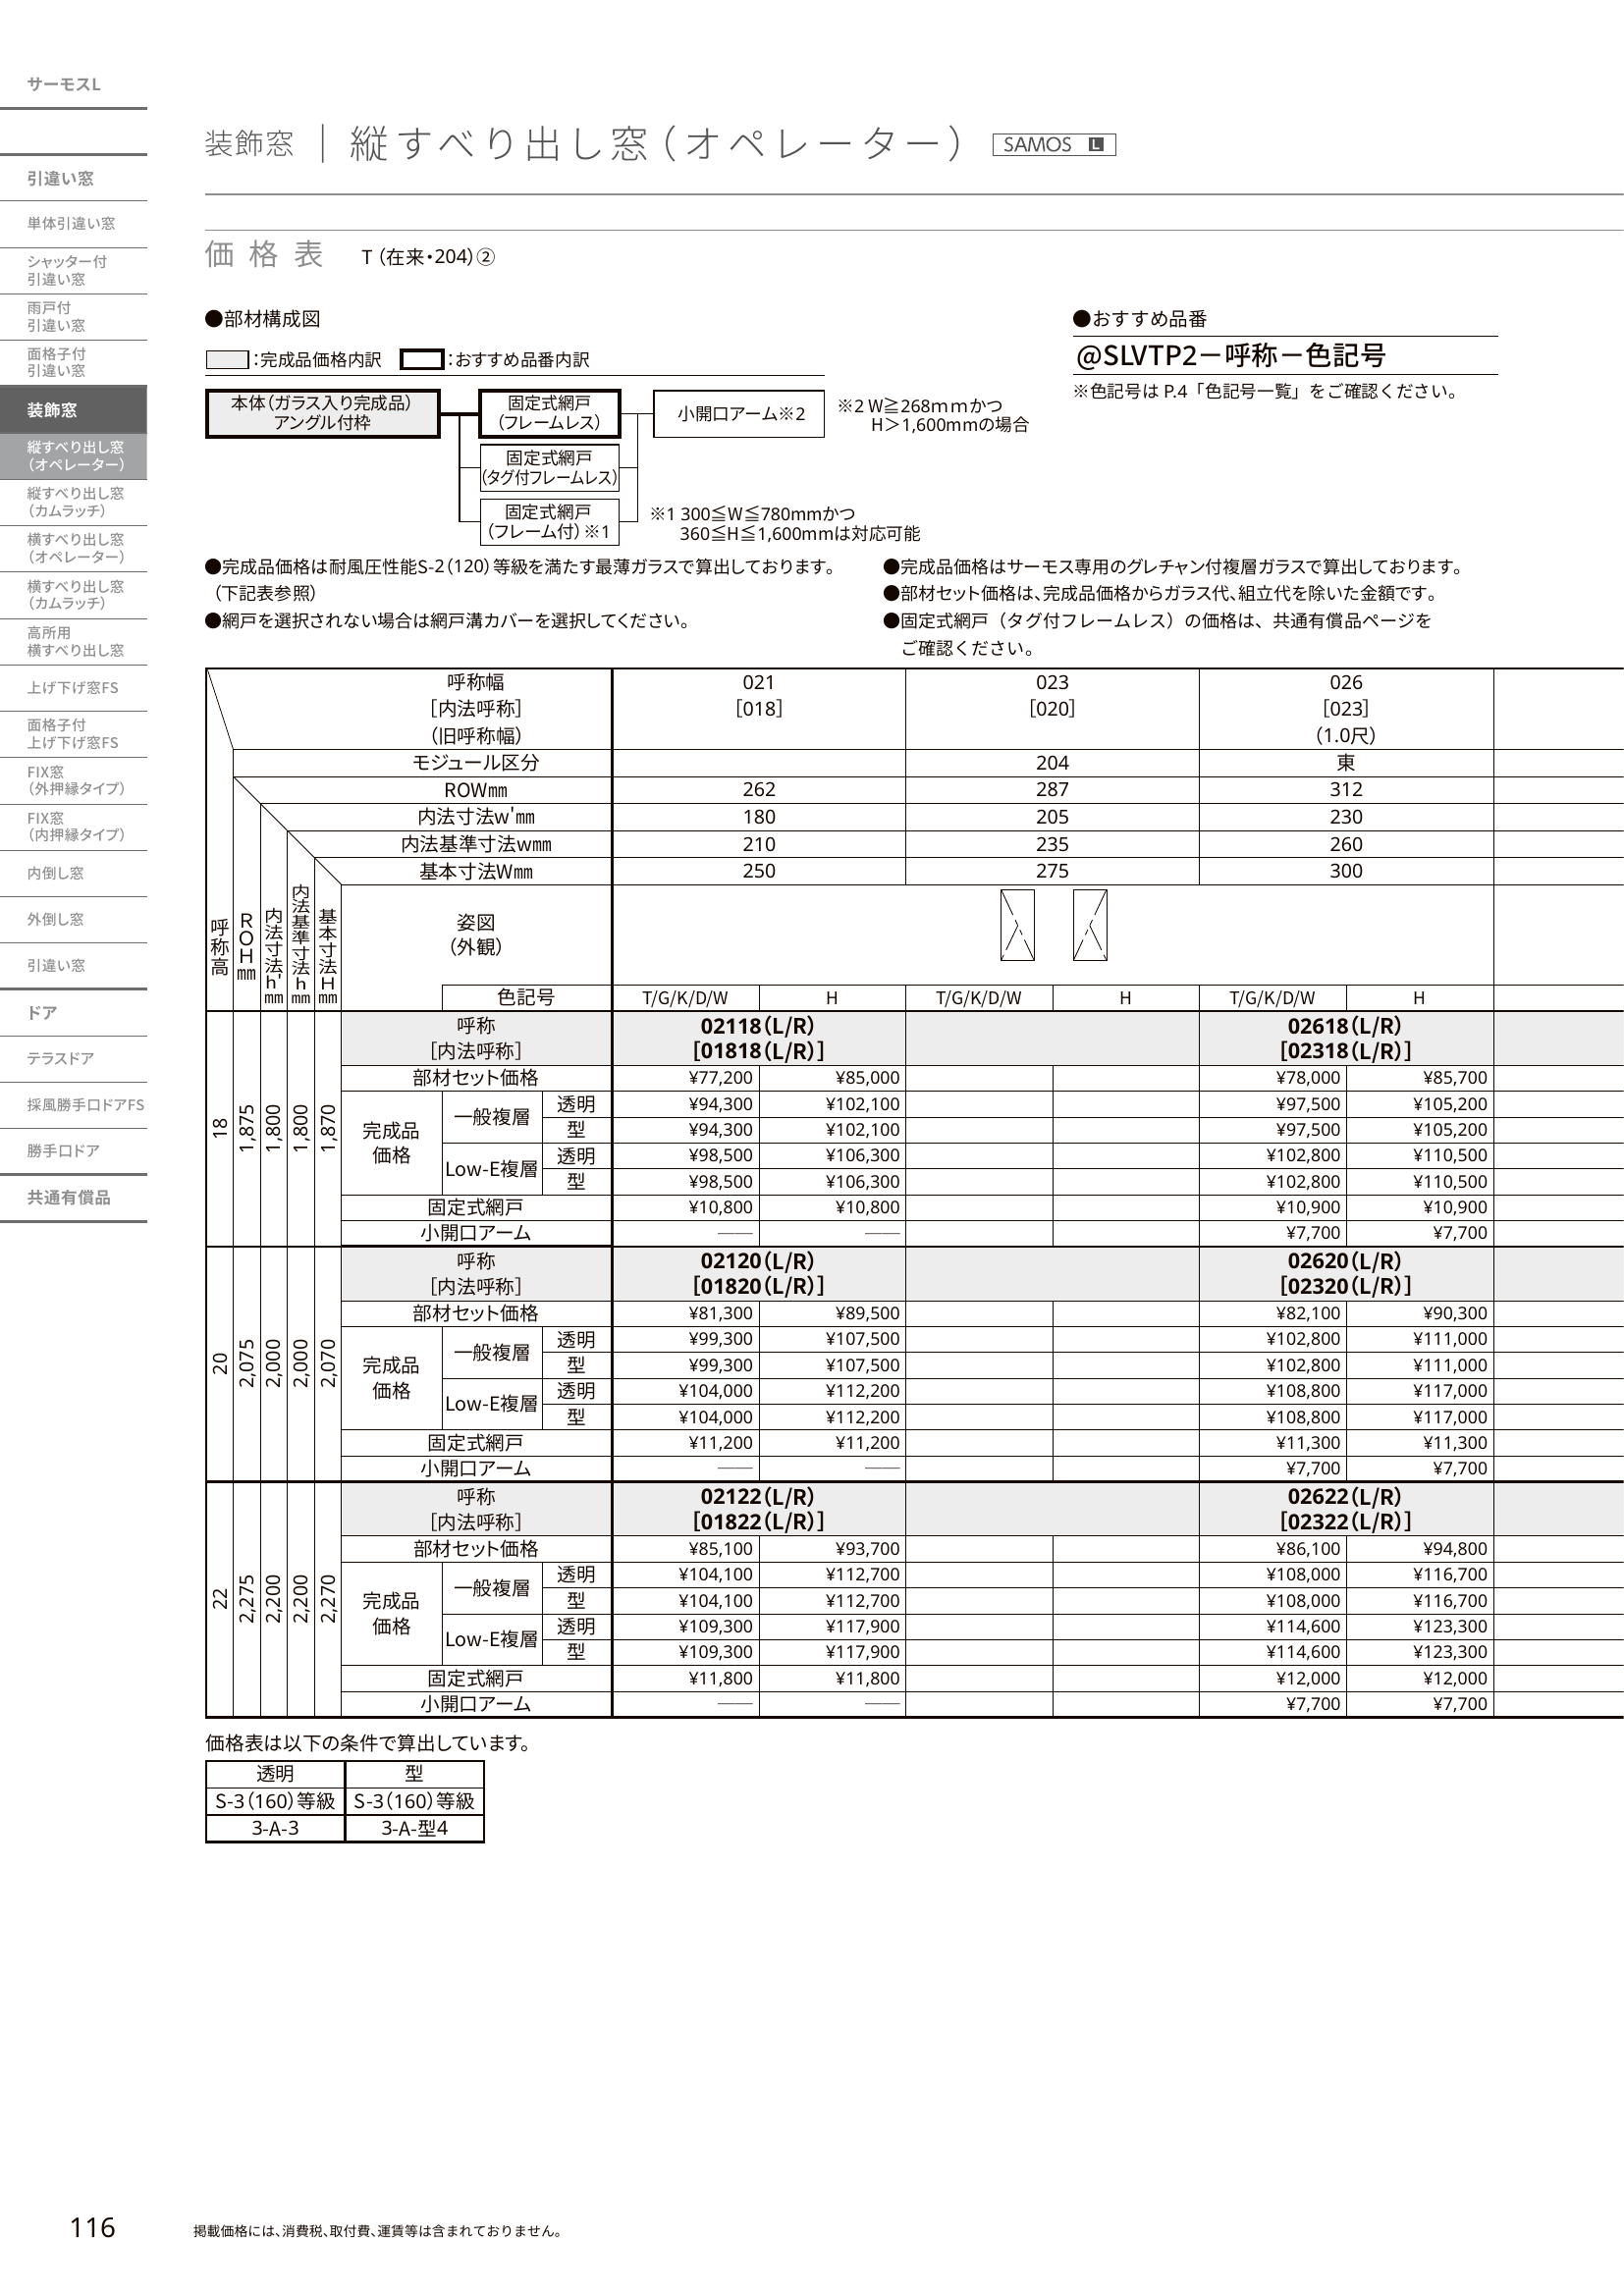 サーモスL
引違い窓
単体引違い窓
シャッター付
引違い窓
雨戸付
引違い窓
面格子付
引違い窓
装飾窓
縦すべり出し窓
（オペレーター）
縦すべり出し窓
（カムラッチ）
横すべり出し窓
（オペレーター）
横すべり出し窓
（カムラッチ）
高所用
横すべり出し窓
上げ下げ窓FS
面格子付
上げ下げ窓FS
FIX窓
（外押縁タイプ）
FIX窓
（内押縁タイプ）
内倒し窓
外倒し窓
引違い窓
ドア
テラスドア
採風勝手口ドアFS
勝手口ドア
共通有償品
装飾窓 縦すべり出し窓（オペレーター） SAMOS L
価格表 T（在来・204）②
●部材構成図
：完成品価格内訳 ：おすすめ品番内訳
本体（ガラス入り完成品）
アングル付枠
固定式網戸
（フレームレス）
小開口アーム※2
※2 W≧268ｍｍかつ
H＞1,600mmの場合
固定式網戸
（タグ付フレームレス）
固定式網戸
（フレーム付）※1
※1 300≦W≦780mmかつ
360≦H≦1,600mmは対応可能
●おすすめ品番
@SLVTP2－呼称－色記号
※色記号は P.4「色記号一覧」をご確認ください。
●完成品価格は耐風圧性能S-2（120）等級を満たす最薄ガラスで算出しております。
（下記表参照）
●網戸を選択されない場合は網戸溝カバーを選択してください。
●完成品価格はサーモス専用のグレチャン付複層ガラスで算出しております。
●部材セット価格は、完成品価格からガラス代、組立代を除いた金額です。
●固定式網戸（タグ付フレームレス）の価格は、共通有償品ページを
ご確認ください。
呼称幅 021 023 026
［内法呼称］ ［018］ ［020］ ［023］
（旧呼称幅） （1.0尺）
モジュール区分 204 東
ROW㎜ 262 287 312
内法寸法w'㎜ 180 205 230
内法基準寸法w㎜ 210 235 260
基本寸法W㎜ 250 275 300
呼称高
ROH㎜
内法寸法h'㎜
内法基準寸法h㎜
基本寸法H㎜
姿図
（外観）
色記号 T/G/K/D/W H T/G/K/D/W H T/G/K/D/W H
18 1,875 1,800 1,800 1,870
呼称 02118（L/R） 02618（L/R）
［内法呼称］ ［01818（L/R）］ ［02318（L/R）］
部材セット価格 ¥77,200 ¥85,000 ¥78,000 ¥85,700
完成品価格 一般複層 透明 ¥94,300 ¥102,100 ¥97,500 ¥105,200
型 ¥94,300 ¥102,100 ¥97,500 ¥105,200
Low-E複層 透明 ¥98,500 ¥106,300 ¥102,800 ¥110,500
型 ¥98,500 ¥106,300 ¥102,800 ¥110,500
固定式網戸 ¥10,800 ¥10,800 ¥10,900 ¥10,900
小開口アーム —— —— ¥7,700 ¥7,700
20 2,075 2,000 2,000 2,070
呼称 02120（L/R） 02620（L/R）
［内法呼称］ ［01820（L/R）］ ［02320（L/R）］
部材セット価格 ¥81,300 ¥89,500 ¥82,100 ¥90,300
完成品価格 一般複層 透明 ¥99,300 ¥107,500 ¥102,800 ¥111,000
型 ¥99,300 ¥107,500 ¥102,800 ¥111,000
Low-E複層 透明 ¥104,000 ¥112,200 ¥108,800 ¥117,000
型 ¥104,000 ¥112,200 ¥108,800 ¥117,000
固定式網戸 ¥11,200 ¥11,200 ¥11,300 ¥11,300
小開口アーム —— —— ¥7,700 ¥7,700
22 2,275 2,200 2,200 2,270
呼称 02122（L/R） 02622（L/R）
［内法呼称］ ［01822（L/R）］ ［02322（L/R）］
部材セット価格 ¥85,100 ¥93,700 ¥86,100 ¥94,800
完成品価格 一般複層 透明 ¥104,100 ¥112,700 ¥108,000 ¥116,700
型 ¥104,100 ¥112,700 ¥108,000 ¥116,700
Low-E複層 透明 ¥109,300 ¥117,900 ¥114,600 ¥123,300
型 ¥109,300 ¥117,900 ¥114,600 ¥123,300
固定式網戸 ¥11,800 ¥11,800 ¥12,000 ¥12,000
小開口アーム —— —— ¥7,700 ¥7,700
価格表は以下の条件で算出しています。
透明 型
S-3（160）等級 S-3（160）等級
3-A-3 3-A-型4
116 掲載価格には、消費税、取付費、運賃等は含まれておりません。